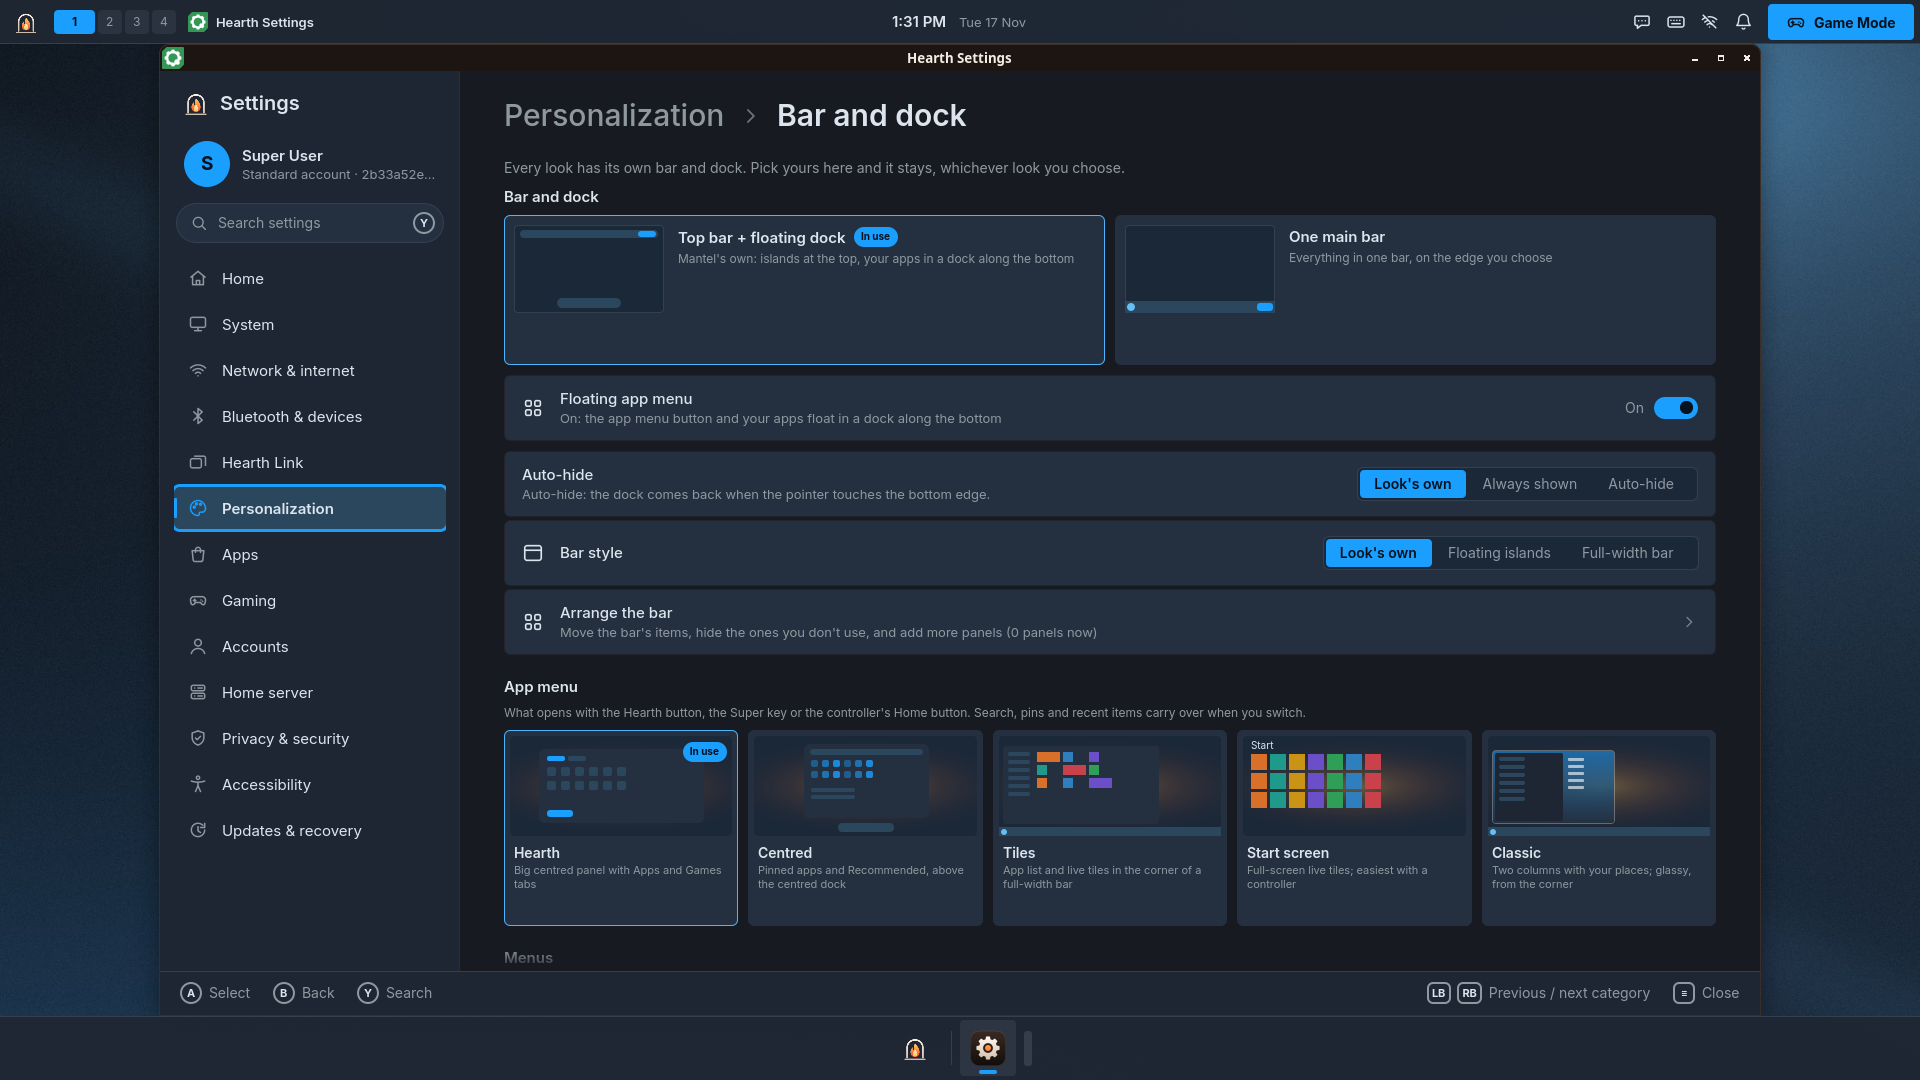 1
2
3
4
Hearth Settings
1:31 PM
Tue 17 Nov
Game Mode
Hearth Settings
Settings
S
Super User
Standard account · 2b33a52e...
Search settings
Y
Home
System
Network & internet
Bluetooth & devices
Hearth Link
Personalization
Apps
Gaming
Accounts
Home server
Privacy & security
Accessibility
Updates & recovery
Personalization > Bar and dock
Every look has its own bar and dock. Pick yours here and it stays, whichever look you choose.
Bar and dock
Top bar + floating dock
In use
Mantel's own: islands at the top, your apps in a dock along the bottom
One main bar
Everything in one bar, on the edge you choose
Floating app menu
On: the app menu button and your apps float in a dock along the bottom
On
Auto-hide
Auto-hide: the dock comes back when the pointer touches the bottom edge.
Look's own
Always shown
Auto-hide
Bar style
Look's own
Floating islands
Full-width bar
Arrange the bar
Move the bar's items, hide the ones you don't use, and add more panels (0 panels now)
App menu
What opens with the Hearth button, the Super key or the controller's Home button. Search, pins and recent items carry over when you switch.
In use
Hearth
Big centred panel with Apps and Games
tabs
Centred
Pinned apps and Recommended, above
the centred dock
Tiles
App list and live tiles in the corner of a
full-width bar
Start
Start screen
Full-screen live tiles; easiest with a
controller
Classic
Two columns with your places; glassy,
from the corner
Menus
A Select
B Back
Y Search
LB RB Previous / next category
Close